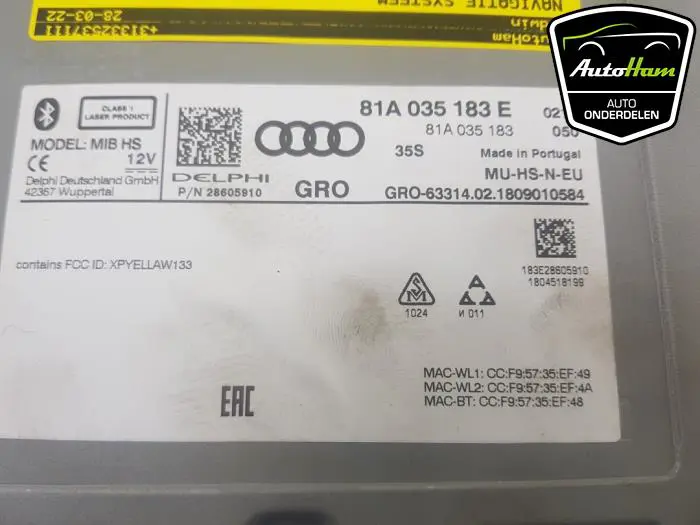 NAVIGATIE SYSTEEM
28-03-22
+31332537111
AutoHam
AUTO
ONDERDELEN
CLASS 1
LASER PRODUCT
MODEL: MIB HS
12V
CE
Delphi Deutschland GmbH
42367 Wuppertal
DELPHI
P/N 28605910
81A 035 183 E
81A 035 183
050
35S
Made in Portugal
MU-HS-N-EU
GRO
GRO-63314.02.1809010584
183E28605910
1804518199
contains FCC ID: XPYELLAW133
1024
И 011
MAC-WL1: CC:F9:57:35:EF:49
MAC-WL2: CC:F9:57:35:EF:4A
MAC-BT: CC:F9:57:35:EF:48
EAC